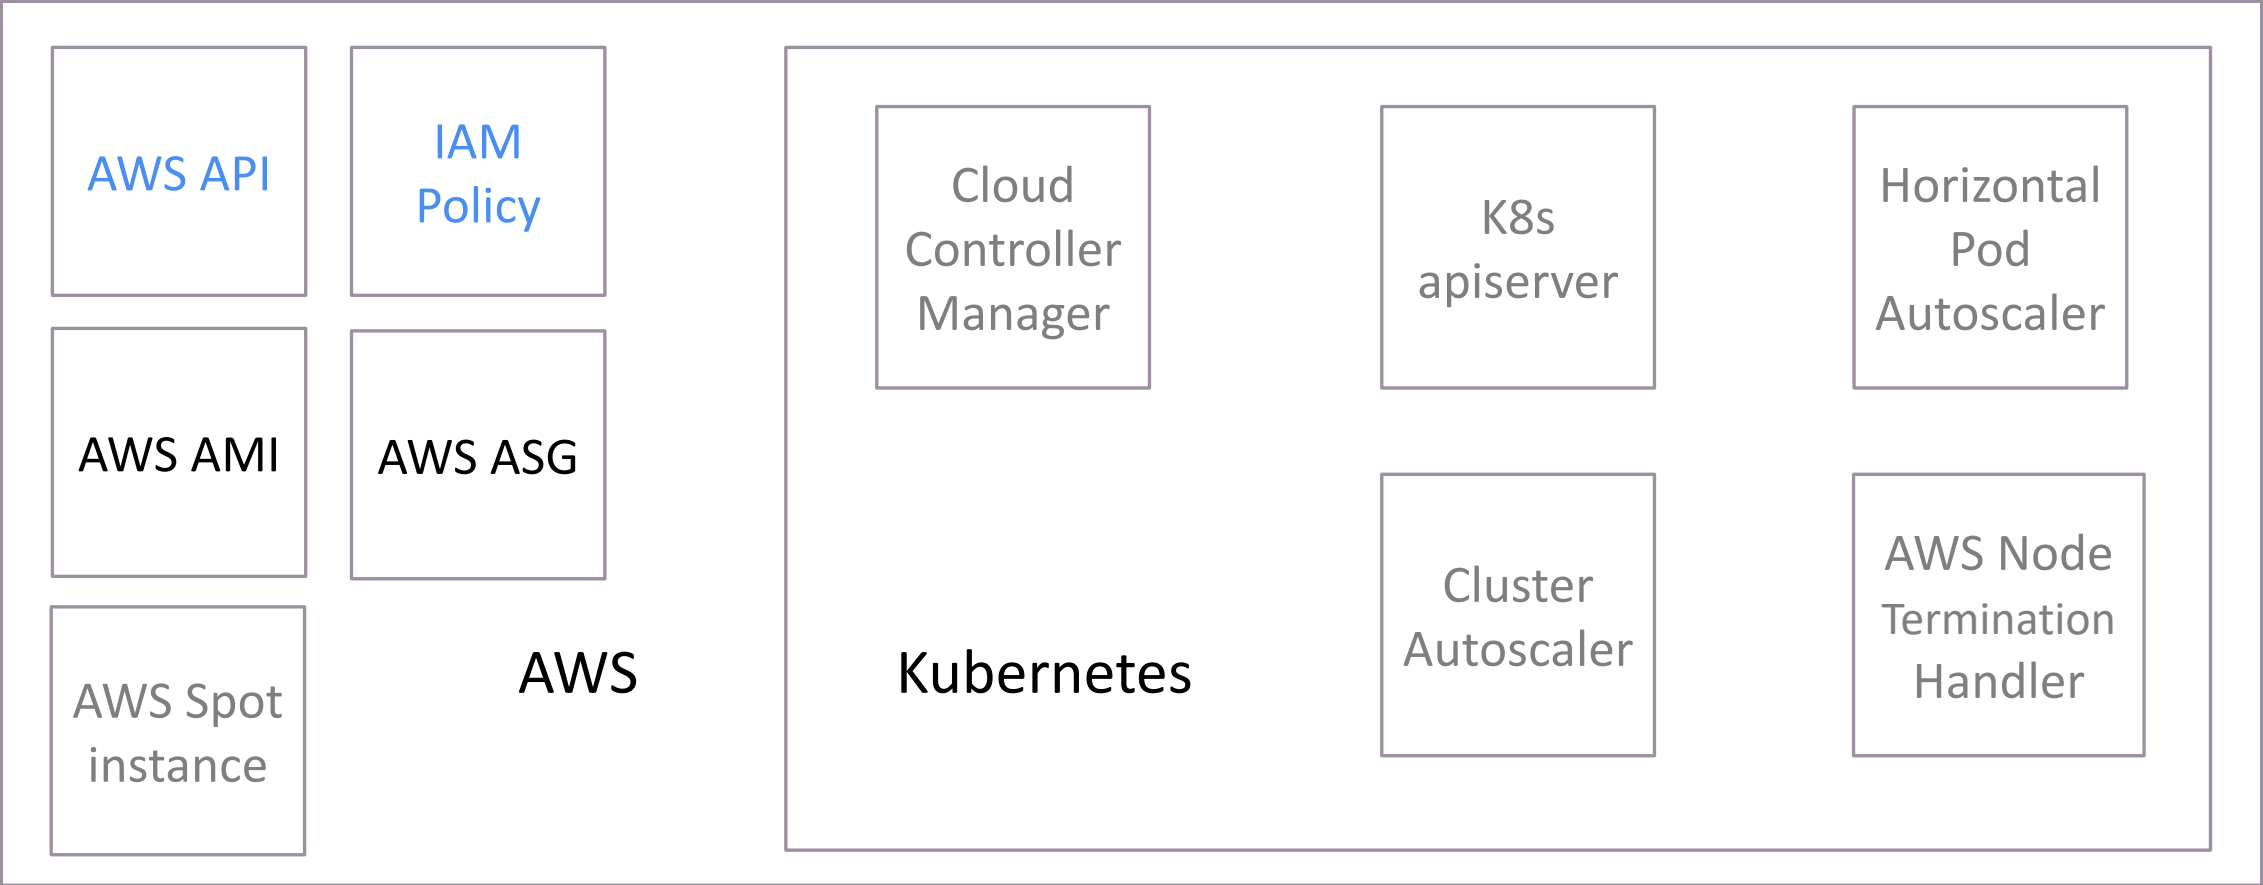 AWS API
IAM
Policy
AWS AMI
AWS ASG
AWS Spot
instance
AWS
Kubernetes
Cloud
Controller
Manager
K8s
apiserver
Horizontal
Pod
Autoscaler
Cluster
Autoscaler
AWS Node
Termination
Handler